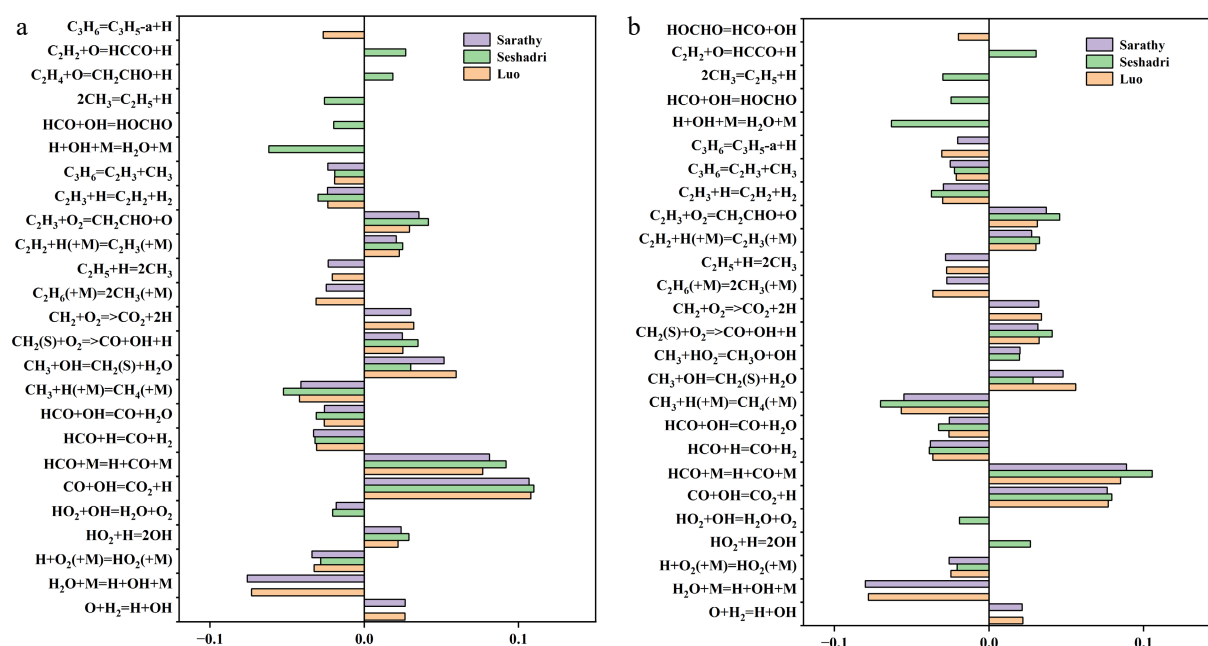 a
C₃H₆=C₃H₅-a+H
C₂H₂+O=HCCO+H
C₂H₄+O=CH₂CHO+H
2CH₃=C₂H₅+H
HCO+OH=HOCHO
H+OH+M=H₂O+M
C₃H₆=C₂H₃+CH₃
C₂H₃+H=C₂H₂+H₂
C₂H₃+O₂=CH₂CHO+O
C₂H₂+H(+M)=C₂H₃(+M)
C₂H₅+H=2CH₃
C₂H₆(+M)=2CH₃(+M)
CH₂+O₂=>CO₂+2H
CH₂(S)+O₂=>CO+OH+H
CH₃+OH=CH₂(S)+H₂O
CH₃+H(+M)=CH₄(+M)
HCO+OH=CO+H₂O
HCO+H=CO+H₂
HCO+M=H+CO+M
CO+OH=CO₂+H
HO₂+OH=H₂O+O₂
HO₂+H=2OH
H+O₂(+M)=HO₂(+M)
H₂O+M=H+OH+M
O+H₂=H+OH
Sarathy
Seshadri
Luo
−0.1 0.0 0.1
b
HOCHO=HCO+OH
C₂H₂+O=HCCO+H
2CH₃=C₂H₅+H
HCO+OH=HOCHO
H+OH+M=H₂O+M
C₃H₆=C₃H₅-a+H
C₃H₆=C₂H₃+CH₃
C₂H₃+H=C₂H₂+H₂
C₂H₃+O₂=CH₂CHO+O
C₂H₂+H(+M)=C₂H₃(+M)
C₂H₅+H=2CH₃
C₂H₆(+M)=2CH₃(+M)
CH₂+O₂=>CO₂+2H
CH₂(S)+O₂=>CO+OH+H
CH₃+HO₂=CH₃O+OH
CH₃+OH=CH₂(S)+H₂O
CH₃+H(+M)=CH₄(+M)
HCO+OH=CO+H₂O
HCO+H=CO+H₂
HCO+M=H+CO+M
CO+OH=CO₂+H
HO₂+OH=H₂O+O₂
HO₂+H=2OH
H+O₂(+M)=HO₂(+M)
H₂O+M=H+OH+M
O+H₂=H+OH
Sarathy
Seshadri
Luo
−0.1 0.0 0.1